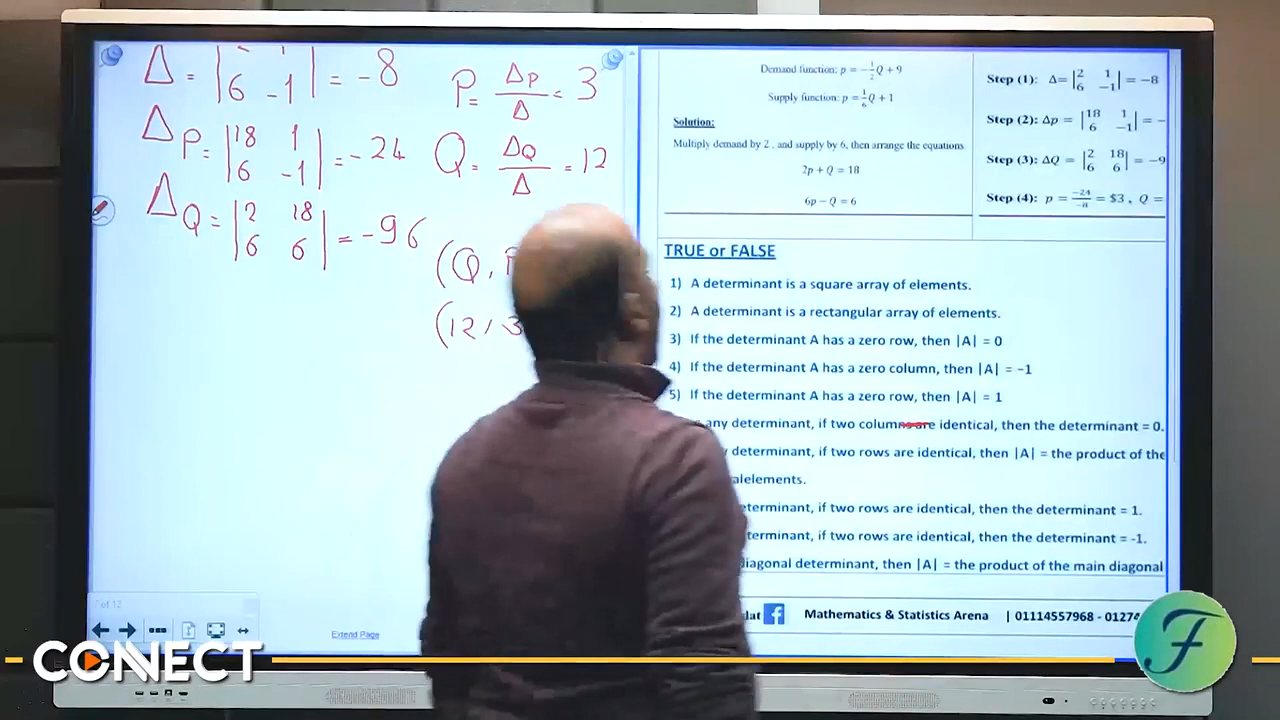 Δ = | 6 -1 | = -8
Δp = | 18 1 6 -1 | = -24
ΔQ = | 2 18 6 6 | = -96
P = Δp/Δ = 3
Q = ΔQ/Δ = 12
(Q, P
(12, 3
Demand function: p = -1/2 Q + 9
Supply function: p = 1/6 Q + 1
Solution:
Multiply demand by 2 , and supply by 6, then arrange the equations
2p + Q = 18
6p - Q = 6
Step (1): Δ= |2 1 6 -1| = -8
Step (2): Δp = |18 1 6 -1| = -
Step (3): ΔQ = |2 18 6 6| = -9
Step (4): p = -24/-8 = $3 , Q =
TRUE or FALSE
1) A determinant is a square array of elements.
2) A determinant is a rectangular array of elements.
3) If the determinant A has a zero row, then |A| = 0
4) If the determinant A has a zero column, then |A| = -1
5) If the determinant A has a zero row, then |A| = 1
any determinant, if two columns are identical, then the determinant = 0.
determinant, if two rows are identical, then |A| = the product of the
elements.
determinant, if two rows are identical, then the determinant = 1.
terminant, if two rows are identical, then the determinant = -1.
diagonal determinant, then |A| = the product of the main diagonal
Mathematics & Statistics Arena | 01114557968 - 01274
of 12
Extend Page
CONNECT
F